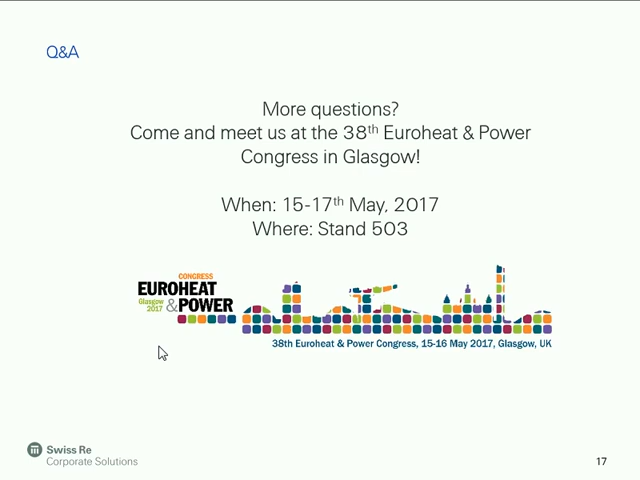 Q&A
More questions?
Come and meet us at the 38th Euroheat & Power
Congress in Glasgow!
When: 15-17th May, 2017
Where: Stand 503
CONGRESS
EUROHEAT
Glasgow
2017
&POWER
38th Euroheat & Power Congress, 15-16 May 2017, Glasgow, UK
Swiss Re
Corporate Solutions
17